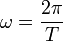 ω = 2π / T